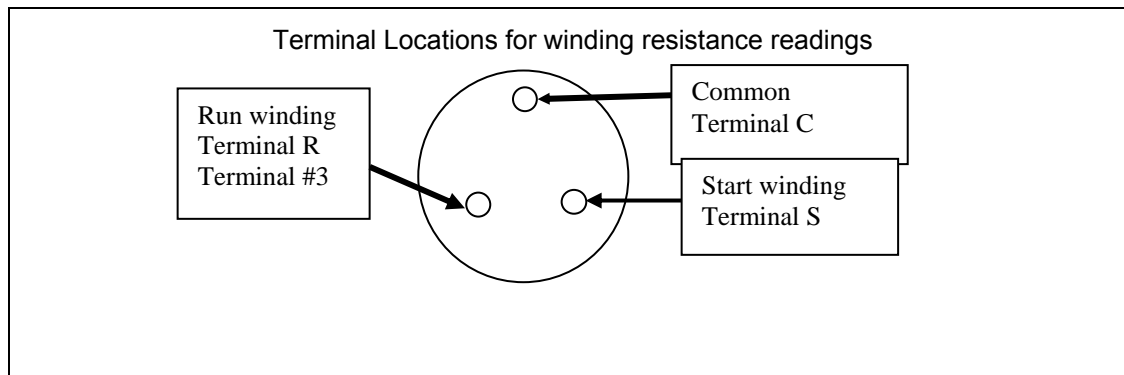 Terminal Locations for winding resistance readings
Run winding
Terminal R
Terminal #3
Common
Terminal C
Start winding
Terminal S